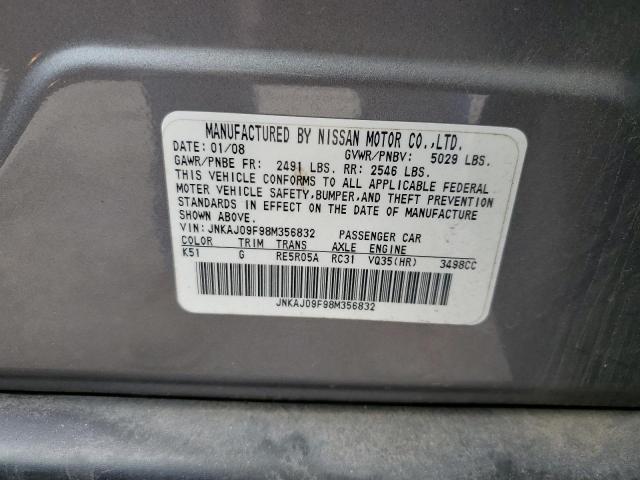 MANUFACTURED BY NISSAN MOTOR CO.,LTD.
DATE: 01/08 GVWR/PNBV: 5029 LBS.
GAWR/PNBE FR: 2491 LBS. RR: 2546 LBS.
THIS VEHICLE CONFORMS TO ALL APPLICABLE FEDERAL
MOTOR VEHICLE SAFETY, BUMPER, AND THEFT PREVENTION
STANDARDS IN EFFECT ON THE DATE OF MANUFACTURE
SHOWN ABOVE.
VIN: JNKAJ09F98M356832 PASSENGER CAR
COLOR TRIM TRANS AXLE ENGINE
K51 G RE5R05A RC31 VQ35(HR) 3498CC
JNKAJ09F98M356832